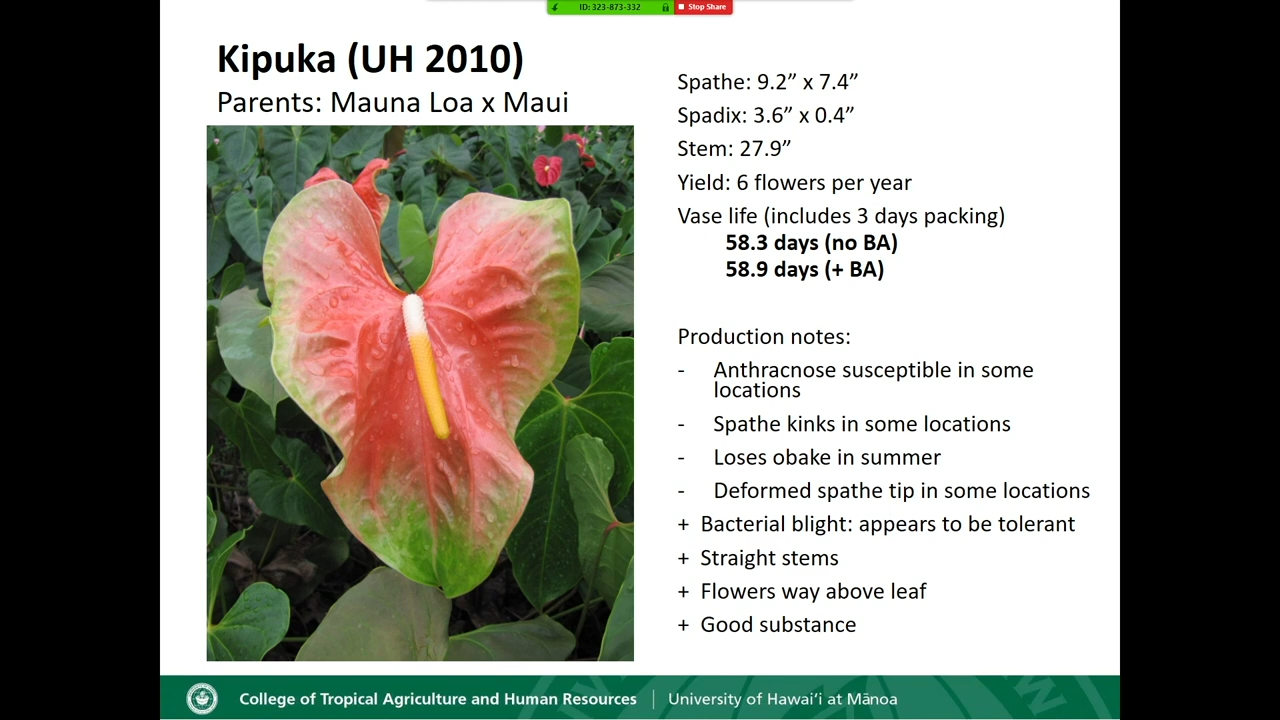 ID: 323-873-332
Stop Share
Kipuka (UH 2010)
Parents: Mauna Loa x Maui
Spathe: 9.2” x 7.4”
Spadix: 3.6” x 0.4”
Stem: 27.9”
Yield: 6 flowers per year
Vase life (includes 3 days packing)
58.3 days (no BA)
58.9 days (+ BA)
Production notes:
- Anthracnose susceptible in some
locations
- Spathe kinks in some locations
- Loses obake in summer
- Deformed spathe tip in some locations
+ Bacterial blight: appears to be tolerant
+ Straight stems
+ Flowers way above leaf
+ Good substance
College of Tropical Agriculture and Human Resources | University of Hawai‘i at Mānoa